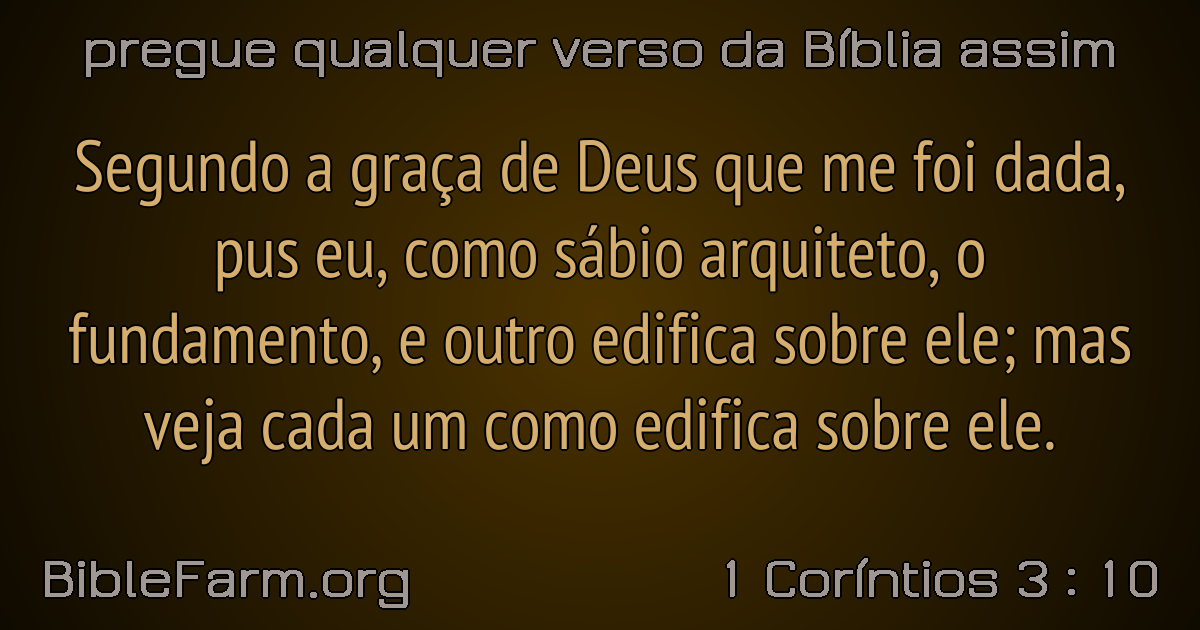 pregue qualquer verso da Bíblia assim
Segundo a graça de Deus que me foi dada,
pus eu, como sábio arquiteto, o
fundamento, e outro edifica sobre ele; mas
veja cada um como edifica sobre ele.
BibleFarm.org
1 Coríntios 3 : 10